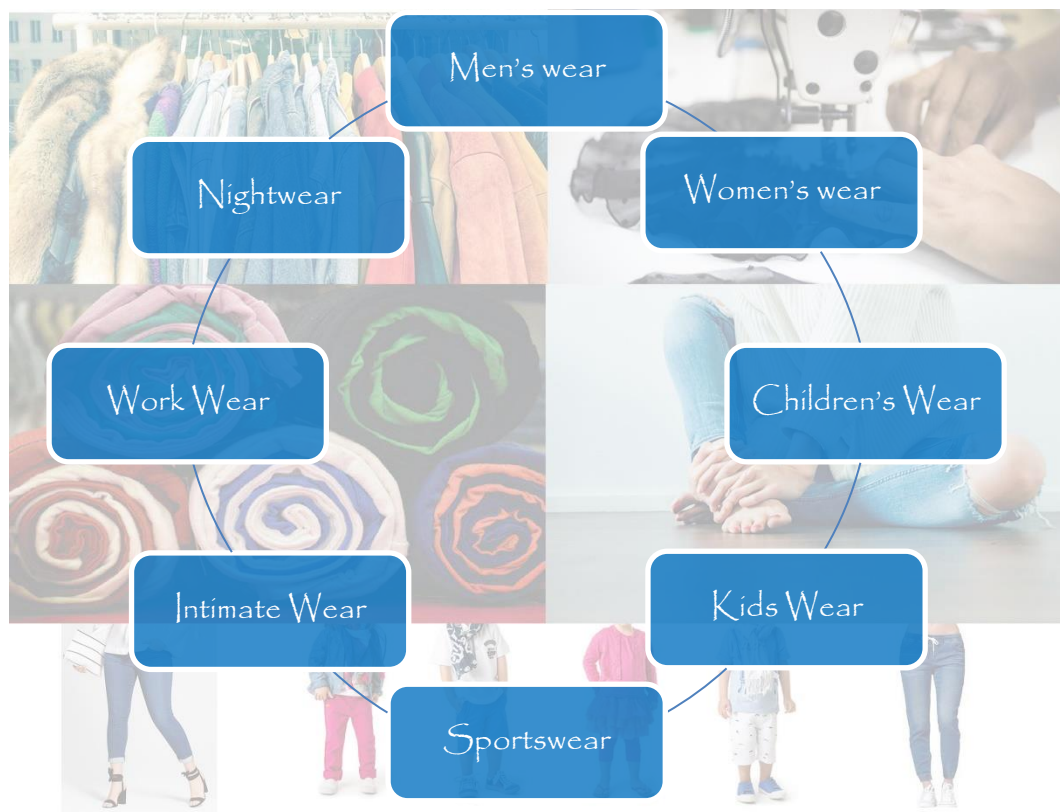 Men's wear
Women's wear
Children's Wear
Kids Wear
Sportswear
Intimate Wear
Work Wear
Nightwear